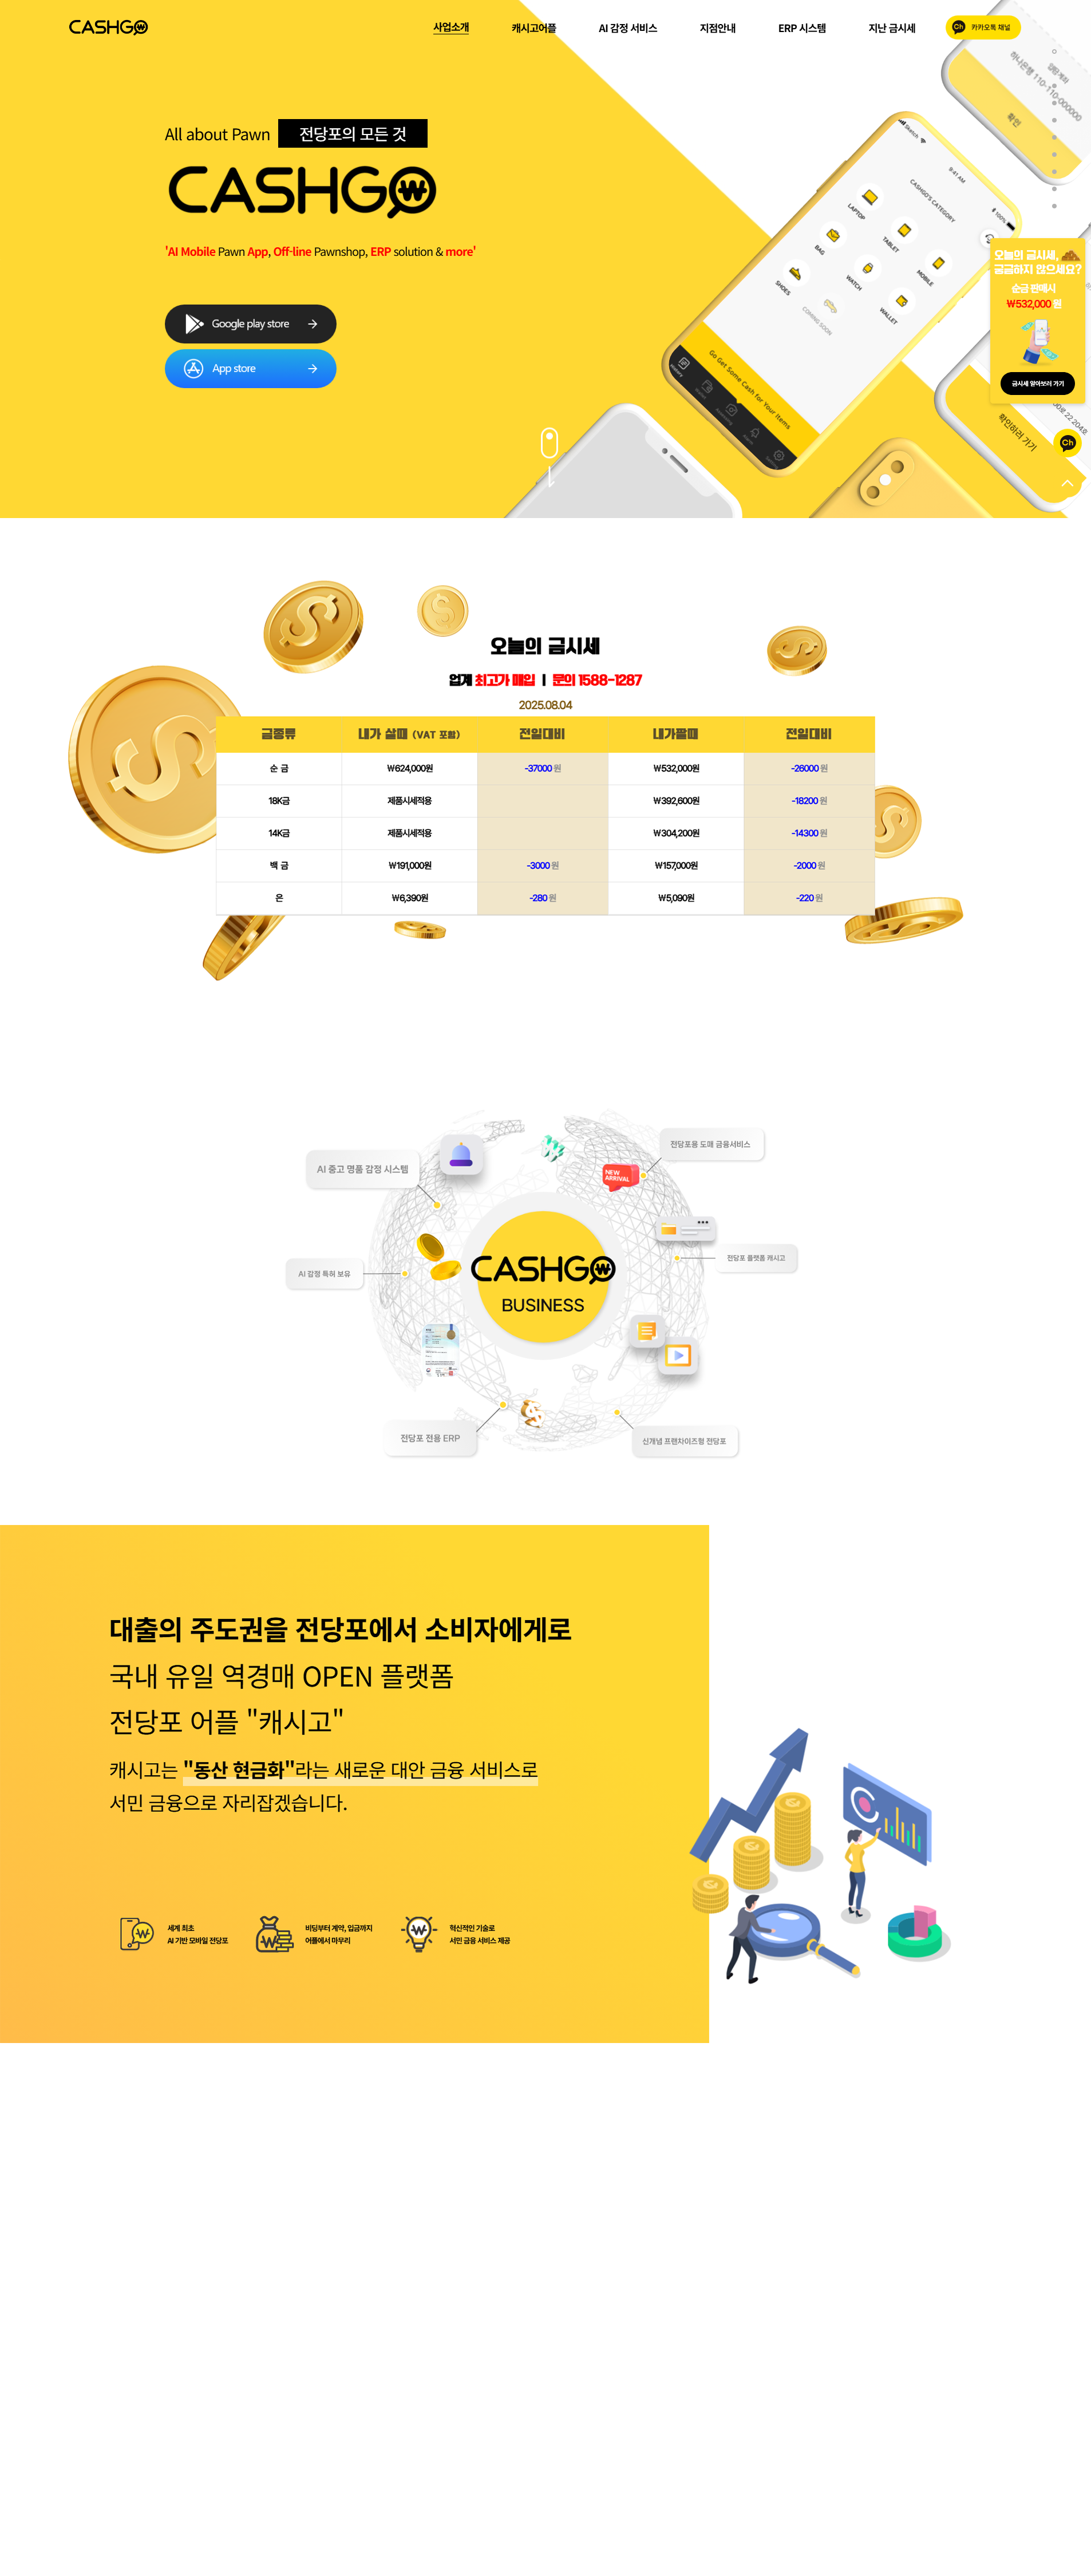 CASHGO
사업소개
캐시고어플
AI 감정 서비스
지점안내
ERP 시스템
지난 금시세
Ch 카카오톡 채널
All about Pawn 전당포의 모든 것
CASHGO
'AI Mobile Pawn App, Off-line Pawnshop, ERP solution & more'
Google play store
App store
Sketch
9:41 AM
100%
CASHGO'S CATEGORY
LAPTOP
TABLET
MOBILE
BAG
WATCH
WALLET
SHOES
COMING SOON
Go Get Some Cash for Your Items
하나은행 110-110-000000
확인
확인하러 가기
오늘의 금시세,
궁금하지 않으세요?
순금 판매시
₩532,000 원
금시세 알아보러 가기
Ch
오늘의 금시세
업계 최고가 매입 ㅣ 문의 1588-1287
2025.08.04
금종류 내가 살때 (VAT 포함) 전일대비 내가팔때 전일대비
순 금 ₩624,000원 -37000 원 ₩532,000원 -26000 원
18K금 제품시세적용 ₩392,600원 -18200 원
14K금 제품시세적용 ₩304,200원 -14300 원
백 금 ₩191,000원 -3000 원 ₩157,000원 -2000 원
은 ₩6,390원 -280 원 ₩5,090원 -220 원
AI 중고 명품 감정 시스템
전당포용 도매 금융서비스
NEW
ARRIVAL
AI 감정 특허 보유
전당포 플랫폼 캐시고
CASHGO
BUSINESS
전당포 전용 ERP
신개념 프랜차이즈형 전당포
대출의 주도권을 전당포에서 소비자에게로
국내 유일 역경매 OPEN 플랫폼
전당포 어플 "캐시고"
캐시고는 "동산 현금화"라는 새로운 대안 금융 서비스로
서민 금융으로 자리잡겠습니다.
세계 최초
AI 기반 모바일 전당포
비딩부터 계약, 입금까지
어플에서 마무리
혁신적인 기술로
서민 금융 서비스 제공